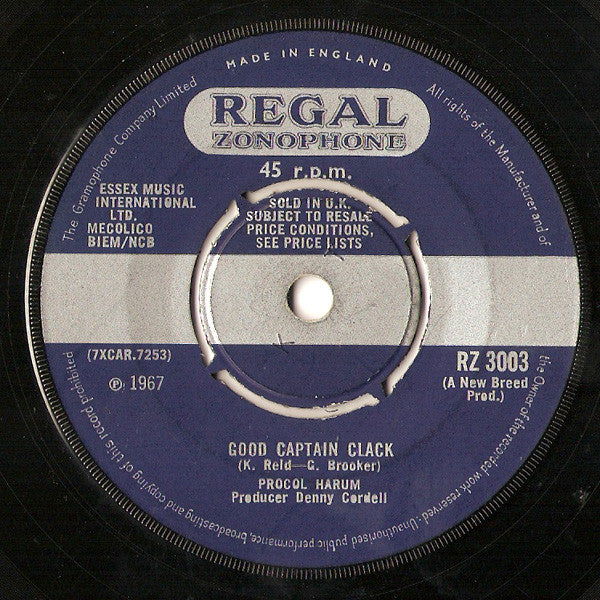 MADE IN ENGLAND
REGAL
ZONOPHONE
45 r.p.m.
ESSEX MUSIC
INTERNATIONAL
LTD.
MECOLICO
BIEM/NCB
SOLD IN U.K.
SUBJECT TO RESALE
PRICE CONDITIONS,
SEE PRICE LISTS
(7XCAR.7253)
℗ 1967
RZ 3003
(A New Breed
Prod.)
GOOD CAPTAIN CLACK
(K. Reid—G. Brooker)
PROCOL HARUM
Producer Denny Cordell
The Gramophone Company Limited
All rights of the Manufacturer and of
the Owner of the recorded work reserved · Unauthorised public performance, broadcasting and copying of this record prohibited